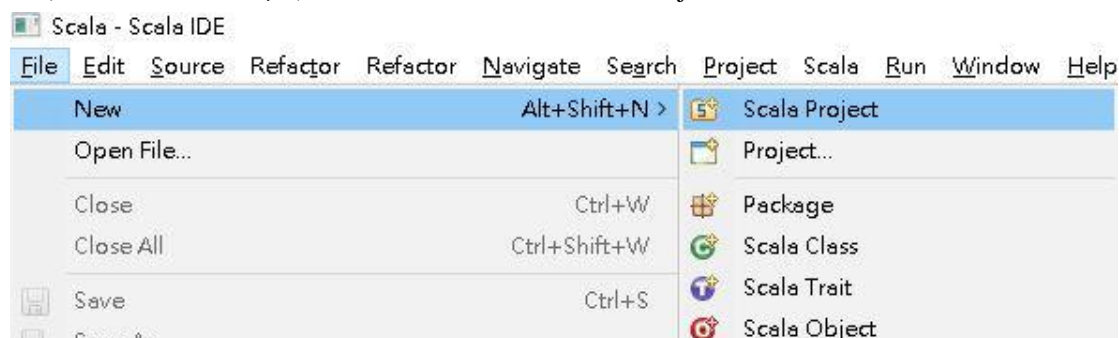 Scala - Scala IDE
File Edit Source Refactor Refactor Navigate Search Project Scala Run Window Help
New Alt+Shift+N > Scala Project
Open File... Project...
Close Ctrl+W Package
Close All Ctrl+Shift+W Scala Class
Save Ctrl+S Scala Trait
Scala Object